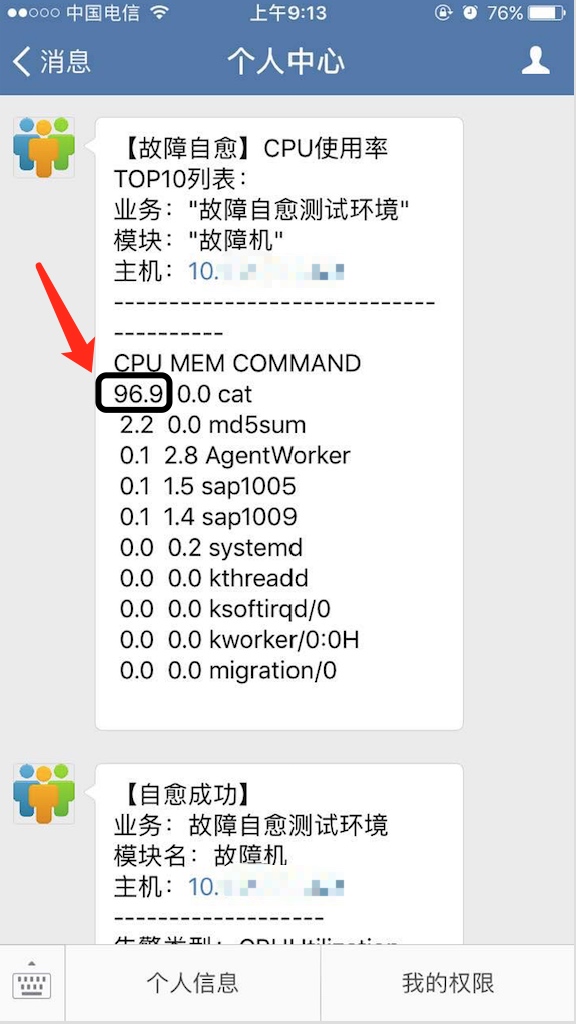 中国电信 上午9:13 76%
消息 个人中心
【故障自愈】CPU使用率
TOP10列表：
业务："故障自愈测试环境"
模块："故障机"
主机：10.
-----------------------------
----------
CPU MEM COMMAND
96.9 0.0 cat
2.2 0.0 md5sum
0.1 2.8 AgentWorker
0.1 1.5 sap1005
0.1 1.4 sap1009
0.0 0.2 systemd
0.0 0.0 kthreadd
0.0 0.0 ksoftirqd/0
0.0 0.0 kworker/0:0H
0.0 0.0 migration/0
【自愈成功】
业务：故障自愈测试环境
模块名：故障机
主机：10.
-------------------
告警类型：CPUUtilization
个人信息 我的权限